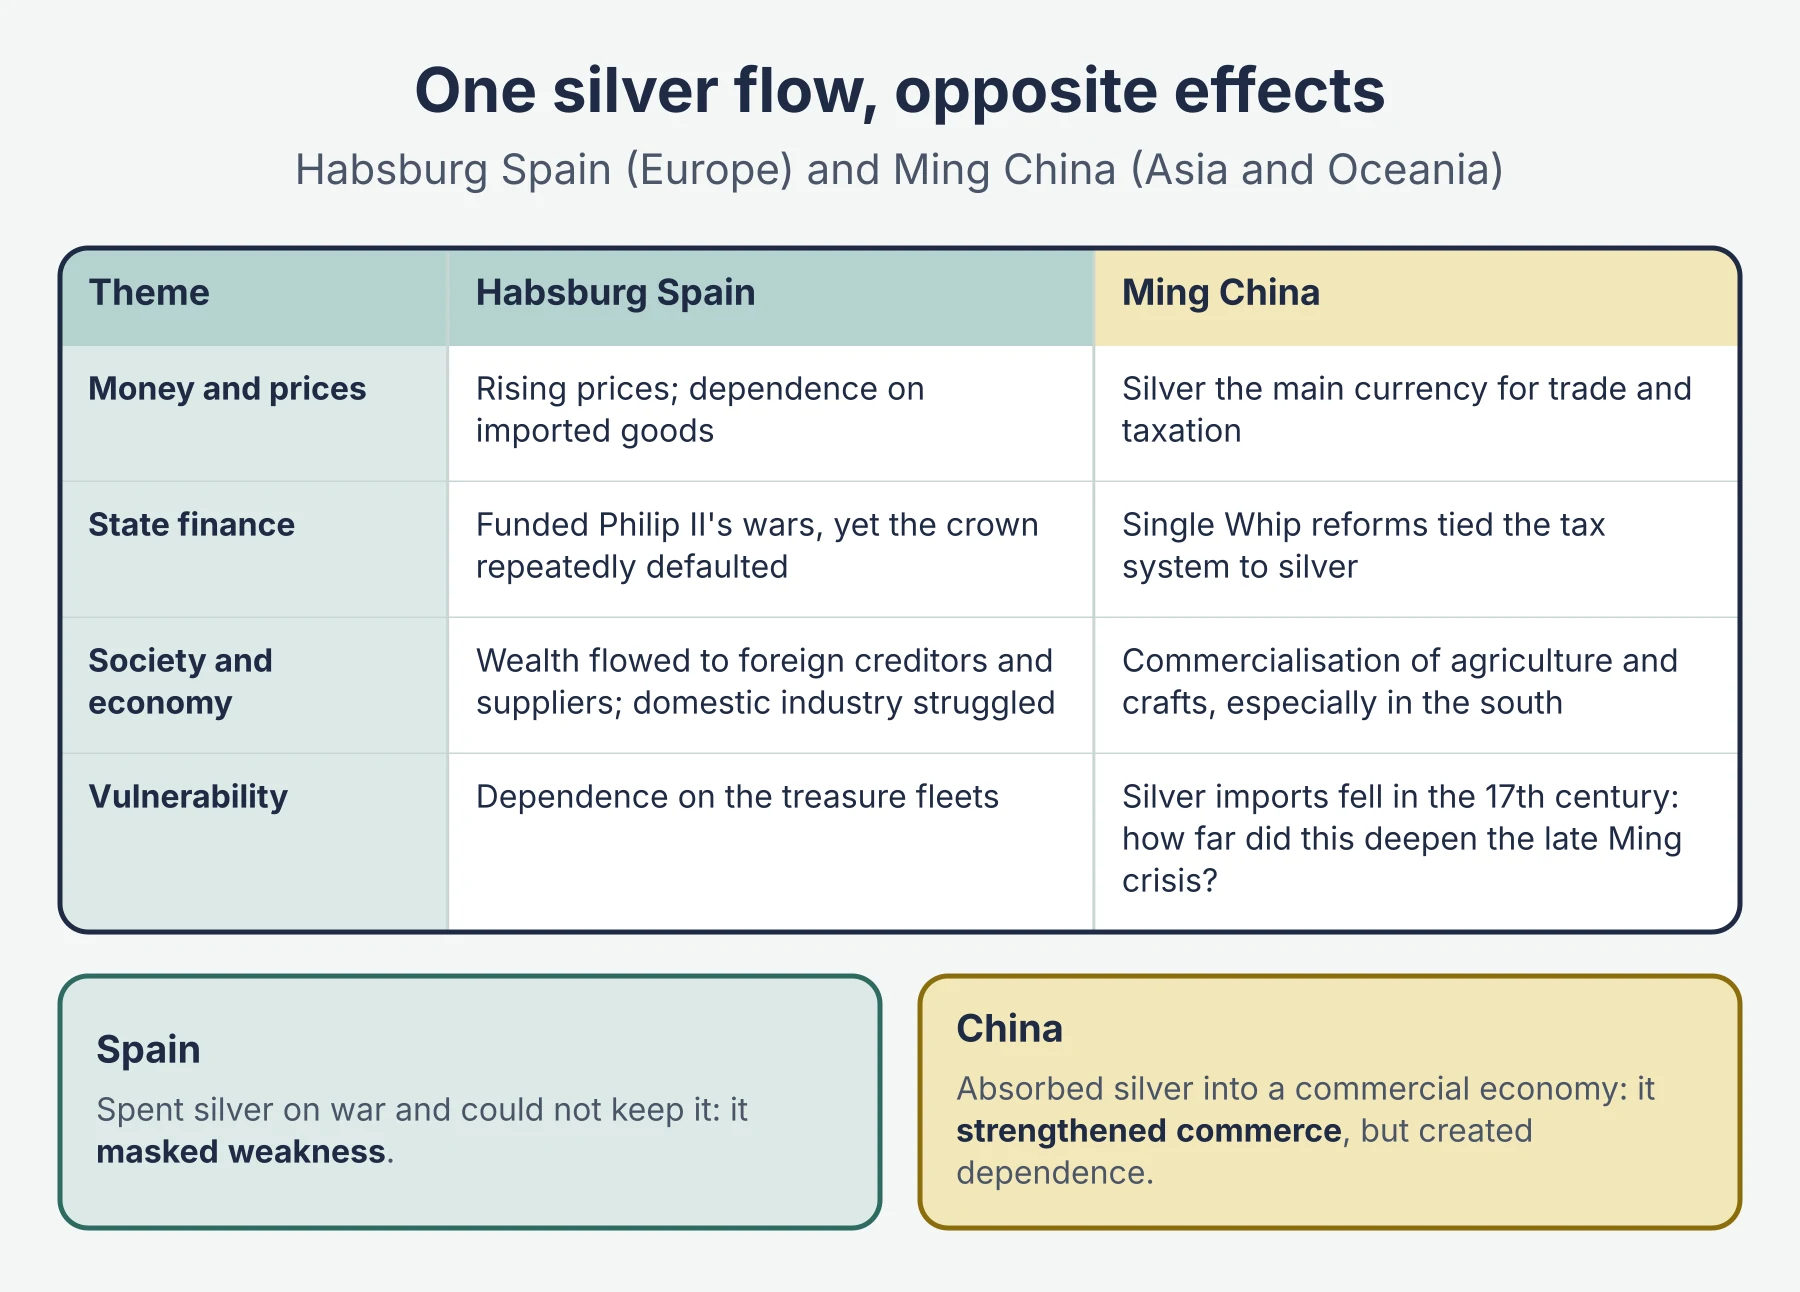 One silver flow, opposite effects
Habsburg Spain (Europe) and Ming China (Asia and Oceania)
Theme
Habsburg Spain
Ming China
Money and prices
Rising prices; dependence on
imported goods
Silver the main currency for trade and
taxation
State finance
Funded Philip II's wars, yet the crown
repeatedly defaulted
Single Whip reforms tied the tax
system to silver
Society and
economy
Wealth flowed to foreign creditors and
suppliers; domestic industry struggled
Commercialisation of agriculture and
crafts, especially in the south
Vulnerability
Dependence on the treasure fleets
Silver imports fell in the 17th century:
how far did this deepen the late Ming
crisis?
Spain
Spent silver on war and could not keep it: it
masked weakness.
China
Absorbed silver into a commercial economy: it
strengthened commerce, but created
dependence.